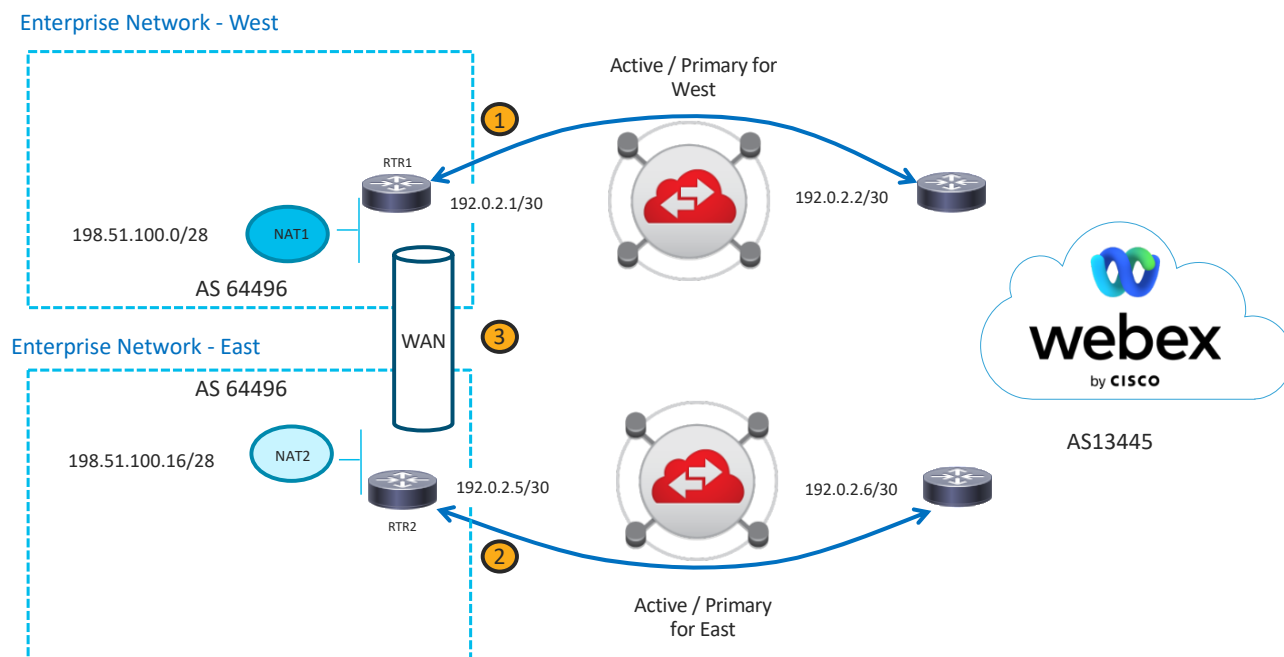 Enterprise Network - West
Active / Primary for
West
1
RTR1
192.0.2.1/30
192.0.2.2/30
198.51.100.0/28
NAT1
AS 64496
WAN
3
Enterprise Network - East
AS 64496
webex
by CISCO
AS13445
198.51.100.16/28
NAT2
192.0.2.5/30
192.0.2.6/30
RTR2
2
Active / Primary
for East